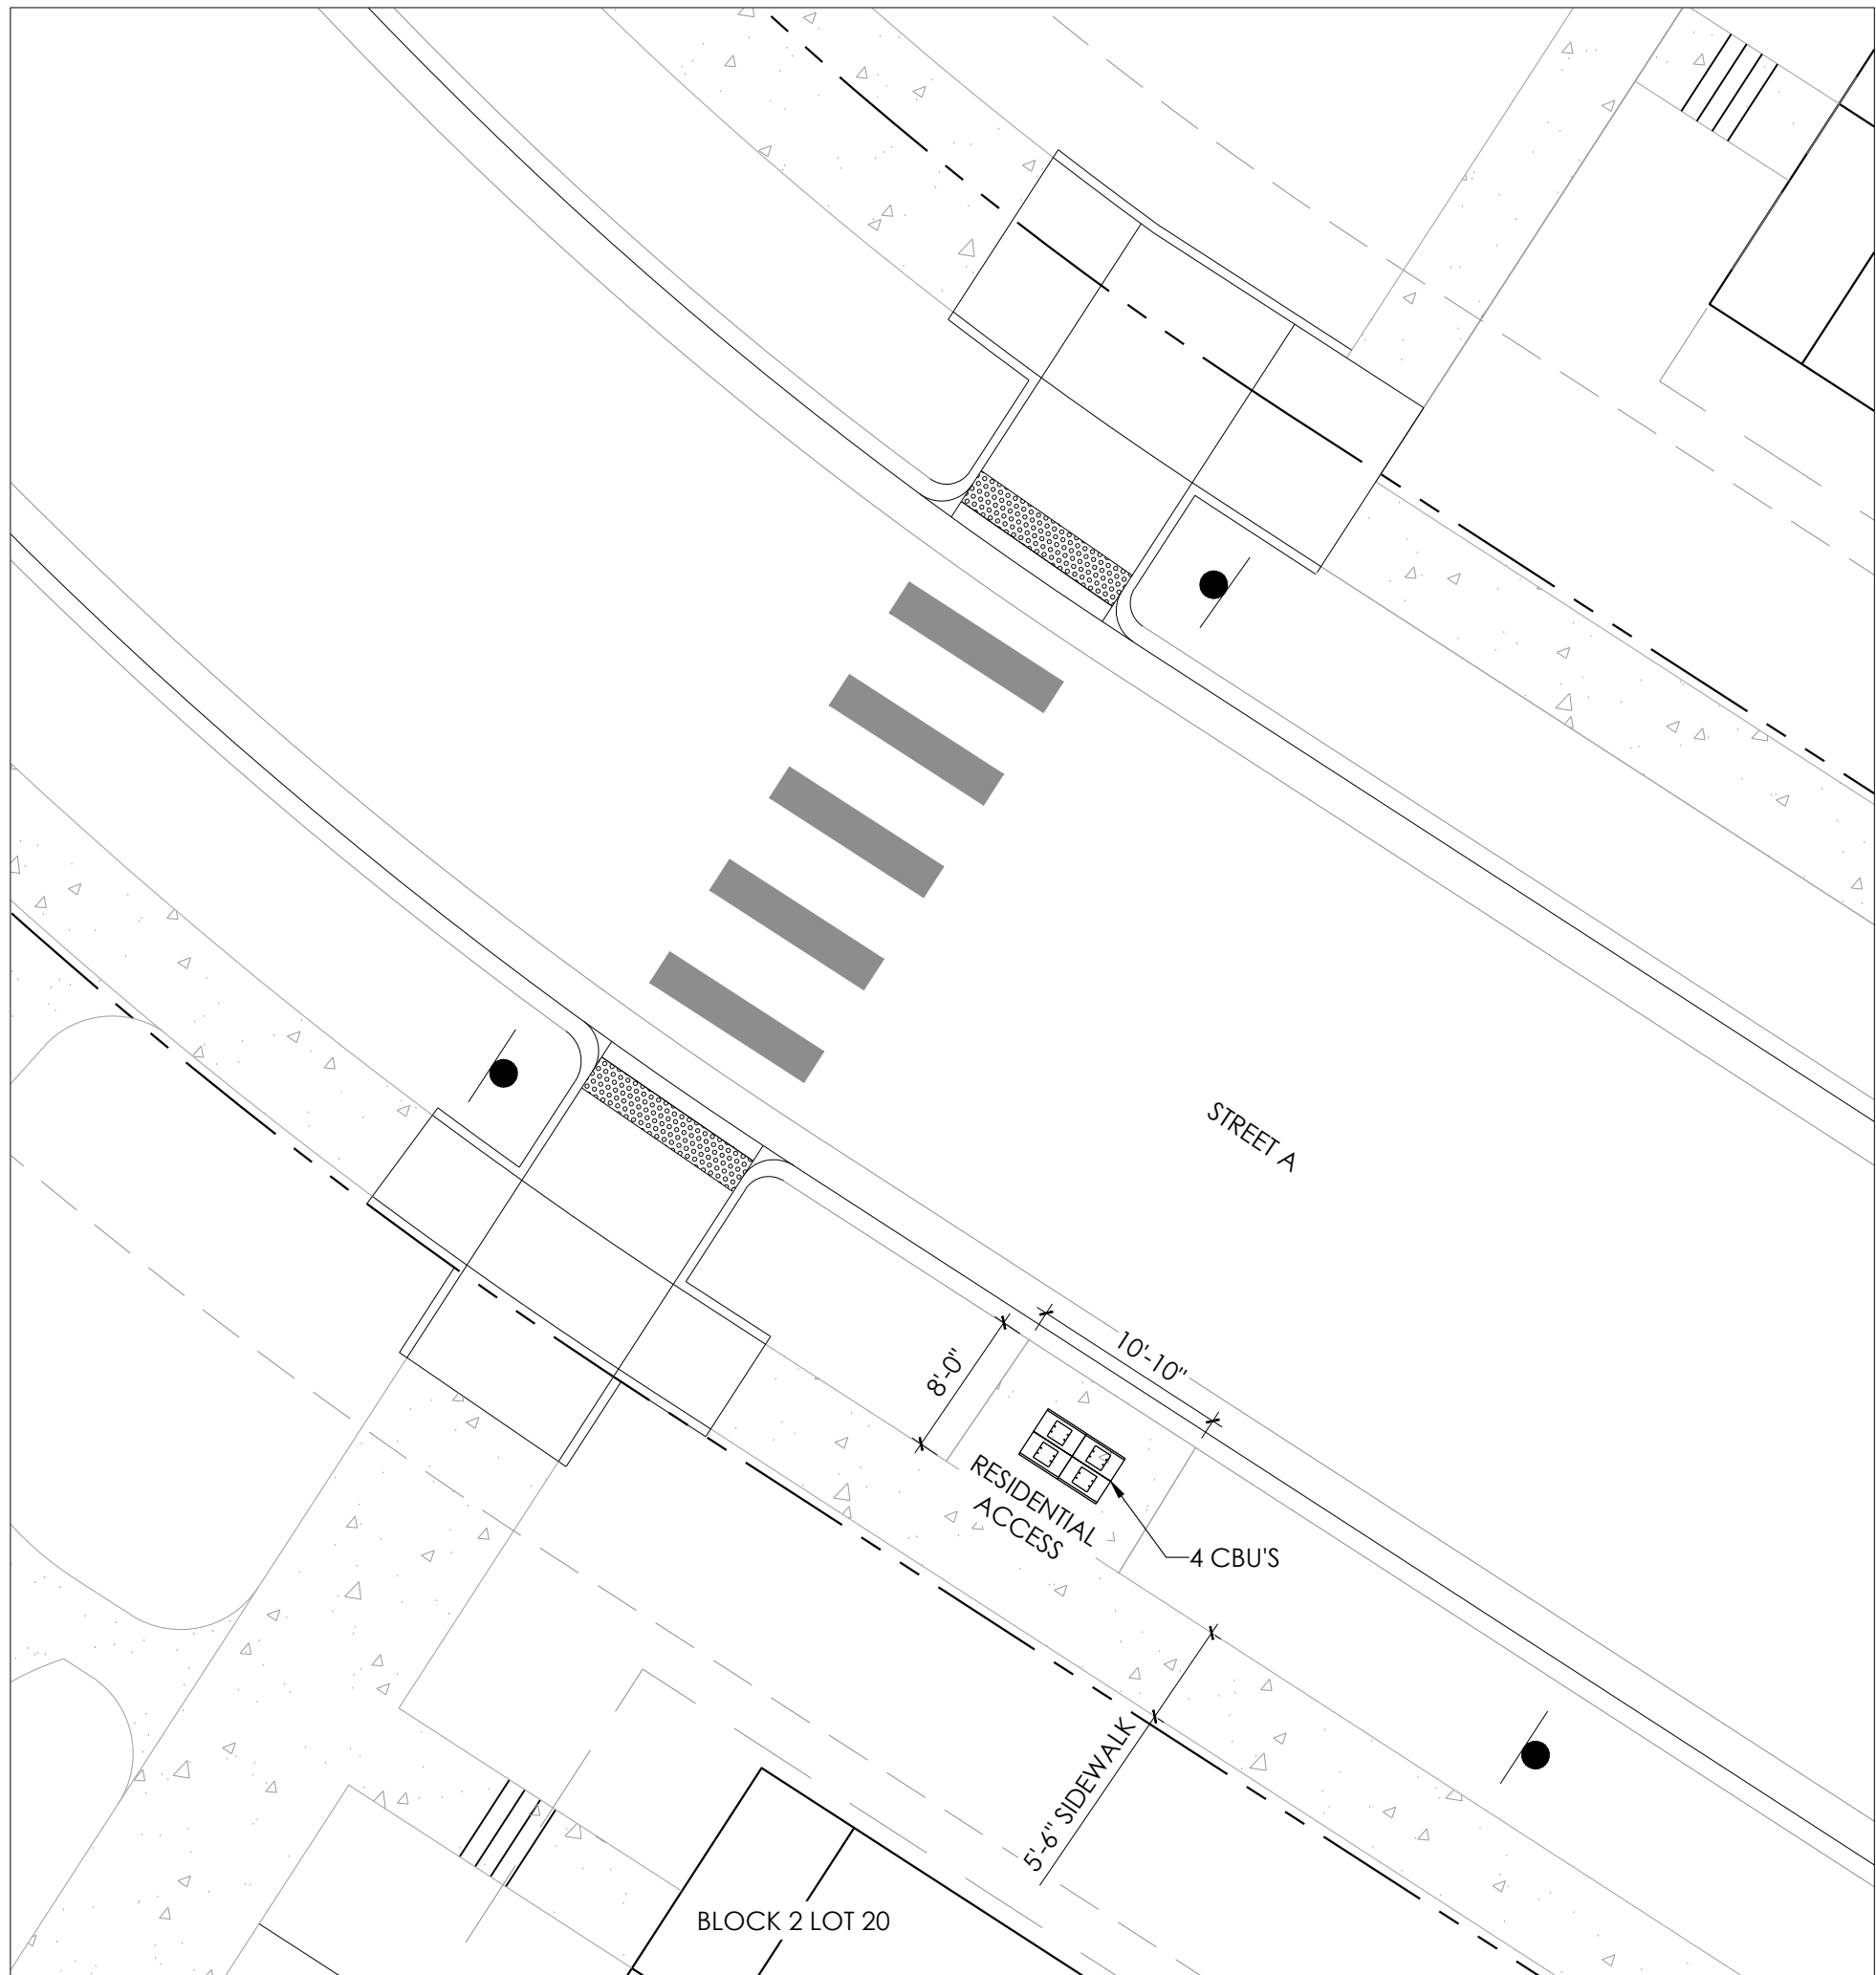 STREET A
10'-10"
8'-0"
RESIDENTIAL
ACCESS
4 CBU'S
5'-6" SIDEWALK
BLOCK 2 LOT 20